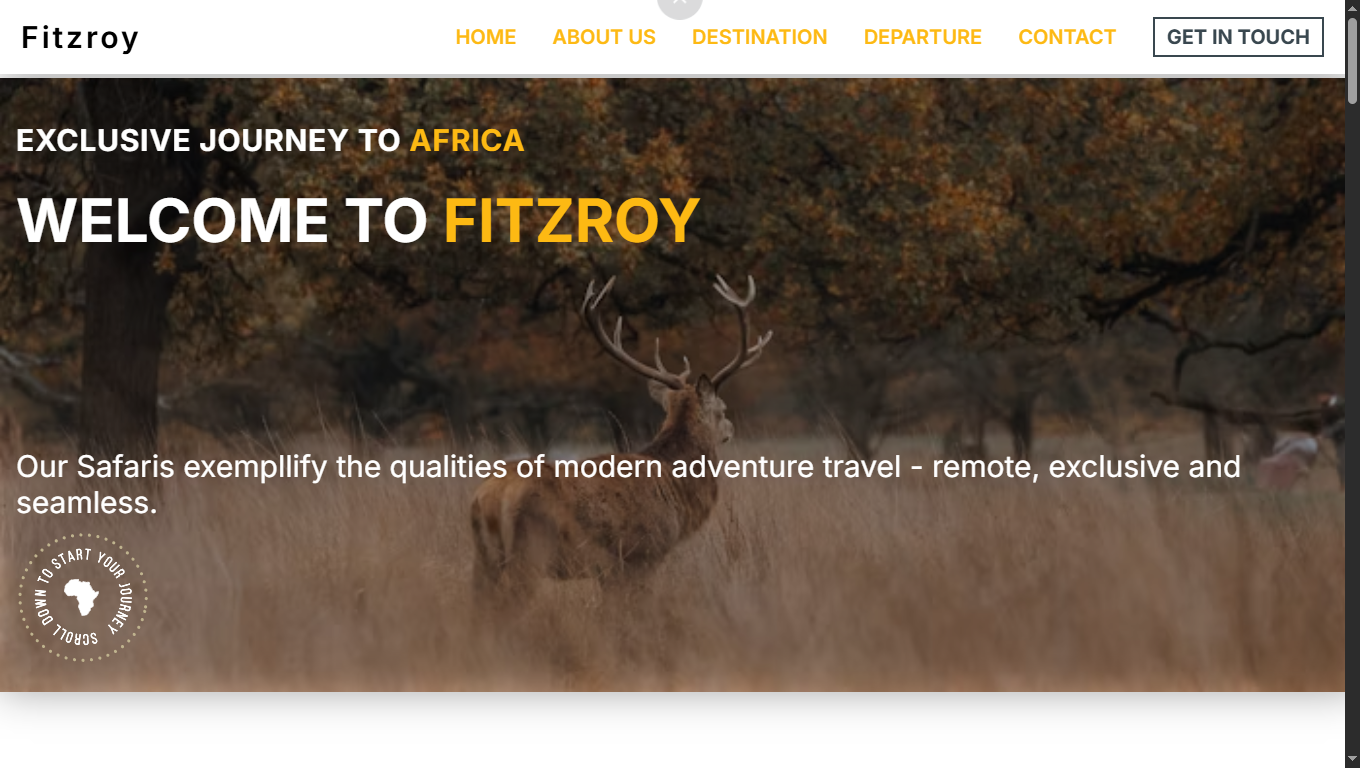 Fitzroy
HOME ABOUT US DESTINATION DEPARTURE CONTACT GET IN TOUCH
EXCLUSIVE JOURNEY TO AFRICA
WELCOME TO FITZROY
Our Safaris exempllify the qualities of modern adventure travel - remote, exclusive and
seamless.
SCROLL DOWN TO START YOUR JOURNEY